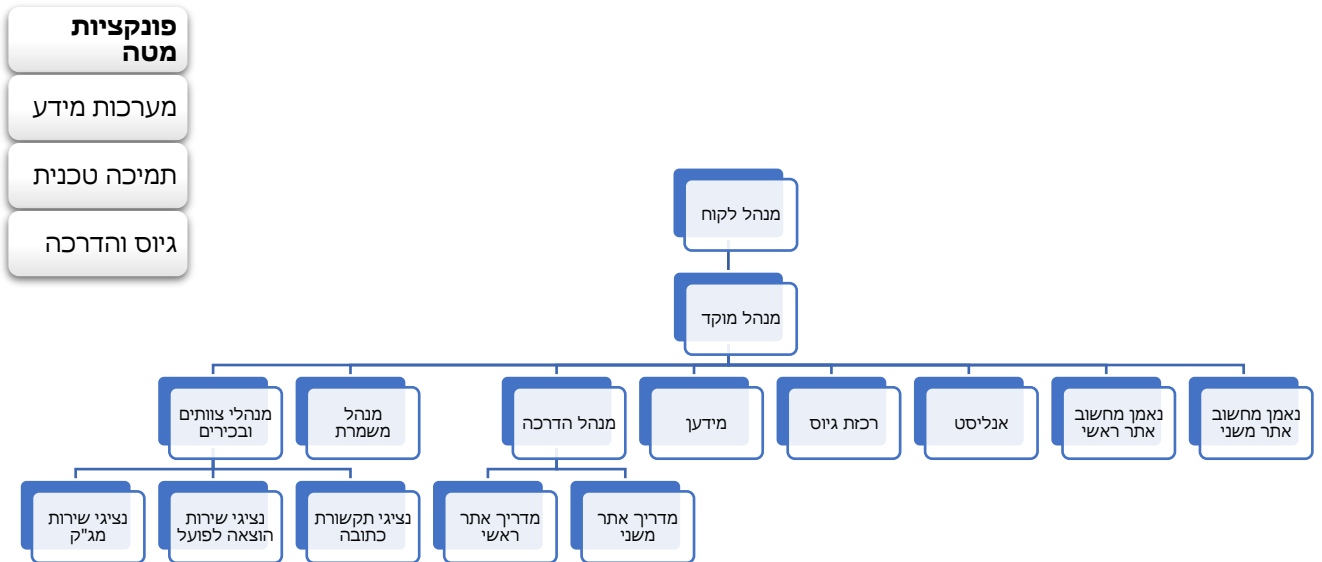 פונקציות
מטה
מערכות מידע
תמיכה טכנית
גיוס והדרכה
מנהל לקוח
מנהל מוקד
נאמן מחשוב
אתר משני
נאמן מחשוב
אתר ראשי
אנליסט
רכזת גיוס
מידען
מנהל הדרכה
מנהל
משמרת
מנהלי צוותים
ובכירים
מדריך אתר
משני
מדריך אתר
ראשי
נציגי תקשורת
כתובה
נציגי שירות
הוצאה לפועל
נציגי שירות
מג"ק